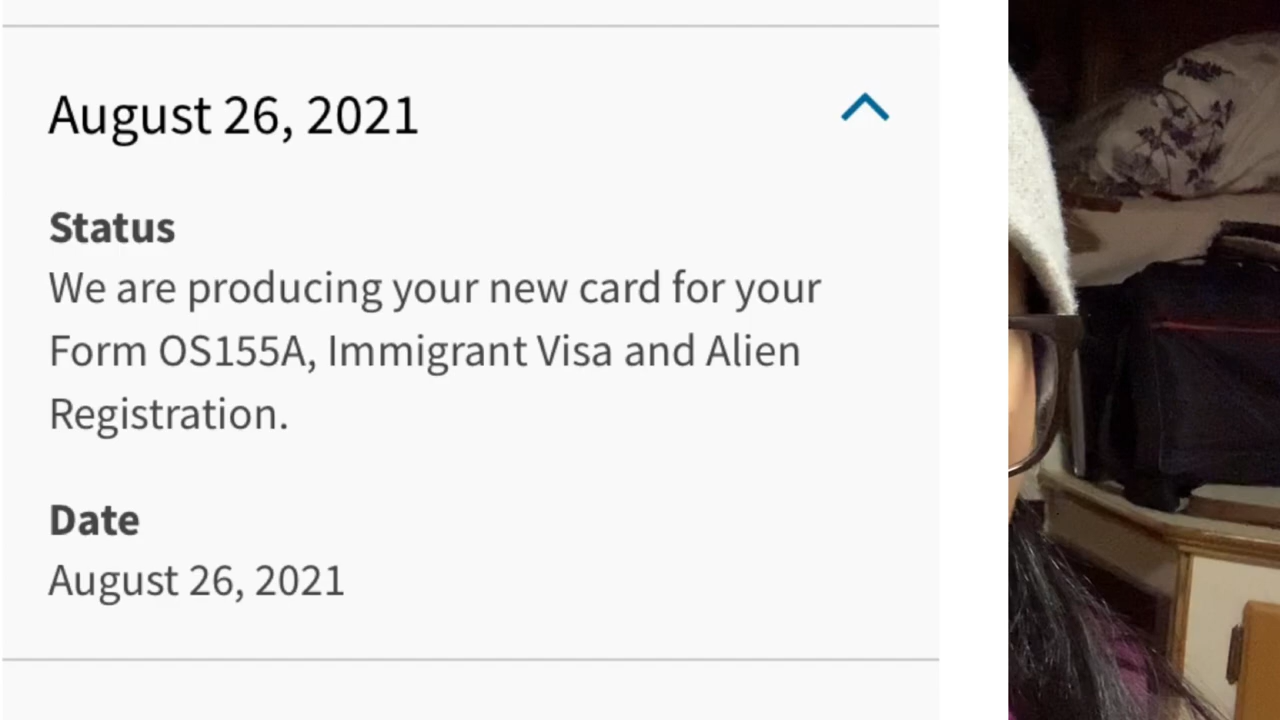 August 26, 2021
Status
We are producing your new card for your
Form OS155A, Immigrant Visa and Alien
Registration.
Date
August 26, 2021